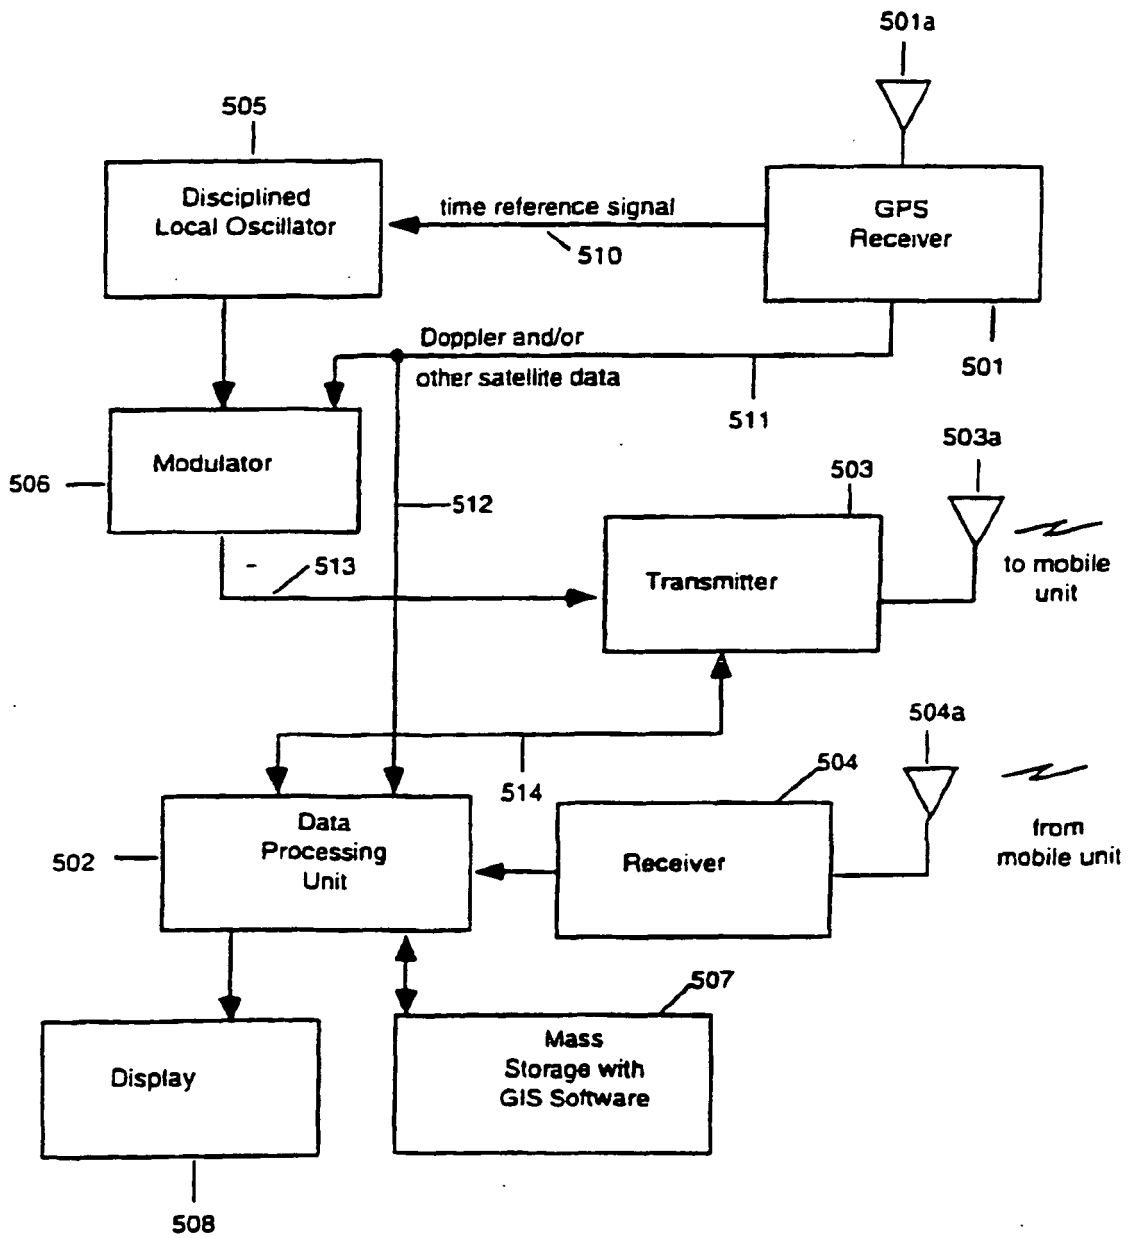 501a
505
Disciplined
Local Oscillator
time reference signal
510
GPS
Receiver
501
Doppler and/or
other satellite data
511
503a
Modulator
506
512
503
513
Transmitter
to mobile
unit
504a
514
504
Data
Processing
Unit
502
Receiver
from
mobile unit
507
Display
Mass
Storage with
GIS Software
508